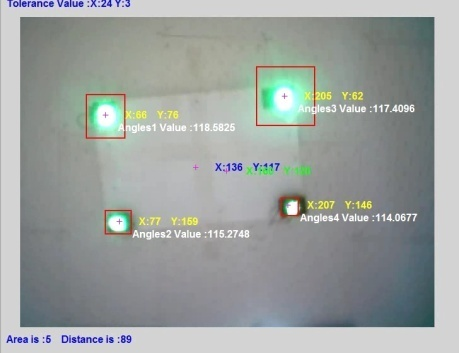 Tolerance Value :X:24 Y:3
X:205 Y:62
Angles3 Value :117.4096
X:66 Y:76
Angles1 Value :118.5825
X:136 Y:117
X:207 Y:146
Angles4 Value :114.0677
X:77 Y:159
Angles2 Value :115.2748
Area is :5 Distance is :89